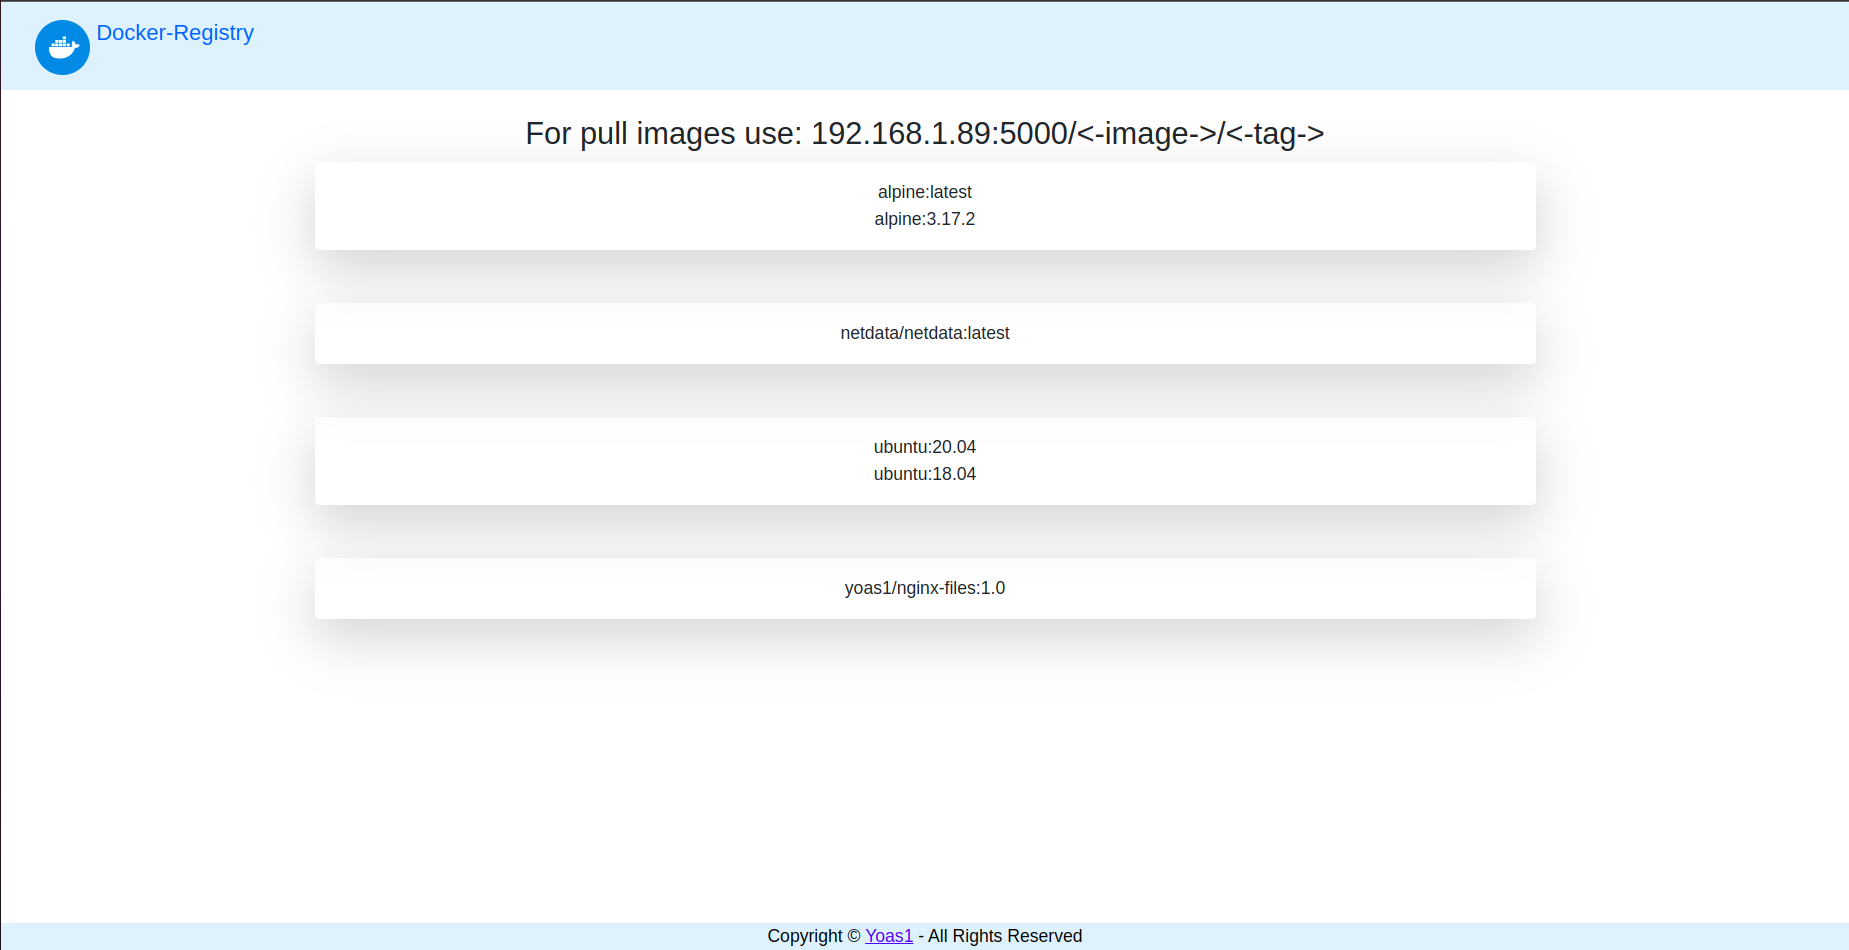 Docker-Registry
For pull images use: 192.168.1.89:5000/<-image->/<-tag->
alpine:latest
alpine:3.17.2
netdata/netdata:latest
ubuntu:20.04
ubuntu:18.04
yoas1/nginx-files:1.0
Copyright © Yoas1 - All Rights Reserved